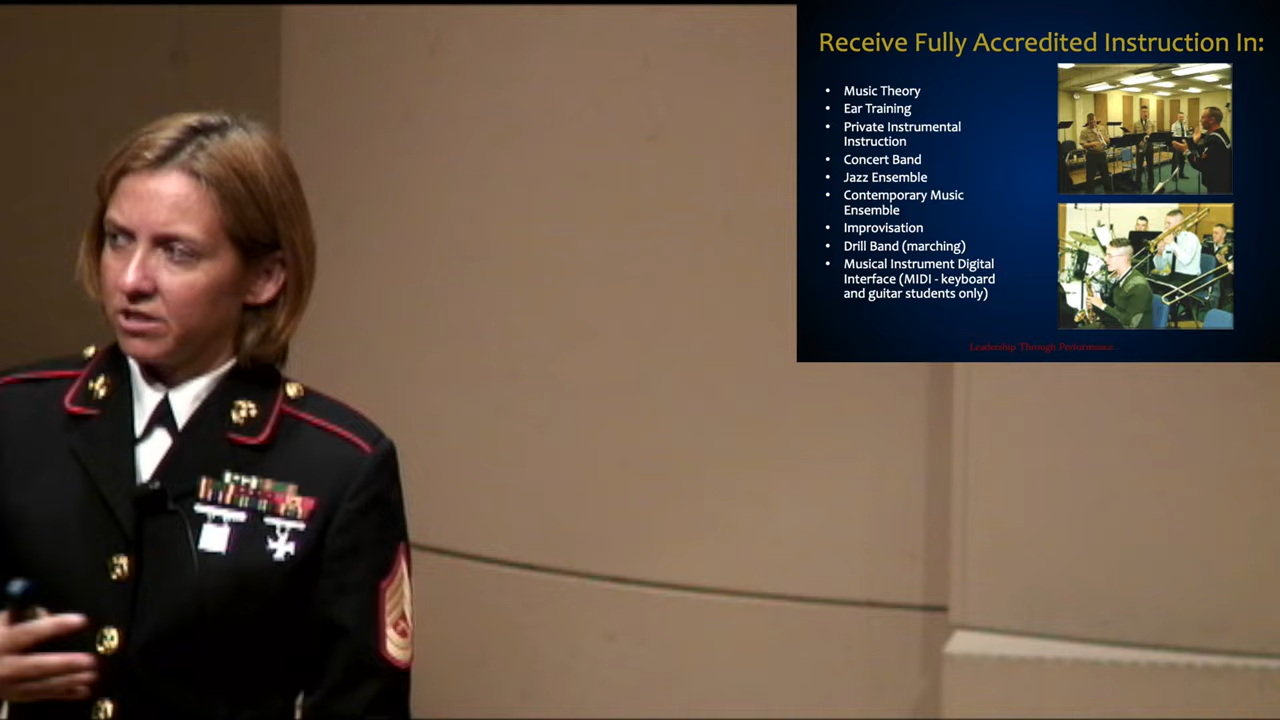 Receive Fully Accredited Instruction In:
• Music Theory
• Ear Training
• Private Instrumental
Instruction
• Concert Band
• Jazz Ensemble
• Contemporary Music
Ensemble
• Improvisation
• Drill Band (marching)
• Musical Instrument Digital
Interface (MIDI - keyboard
and guitar students only)
Leadership Through Performance